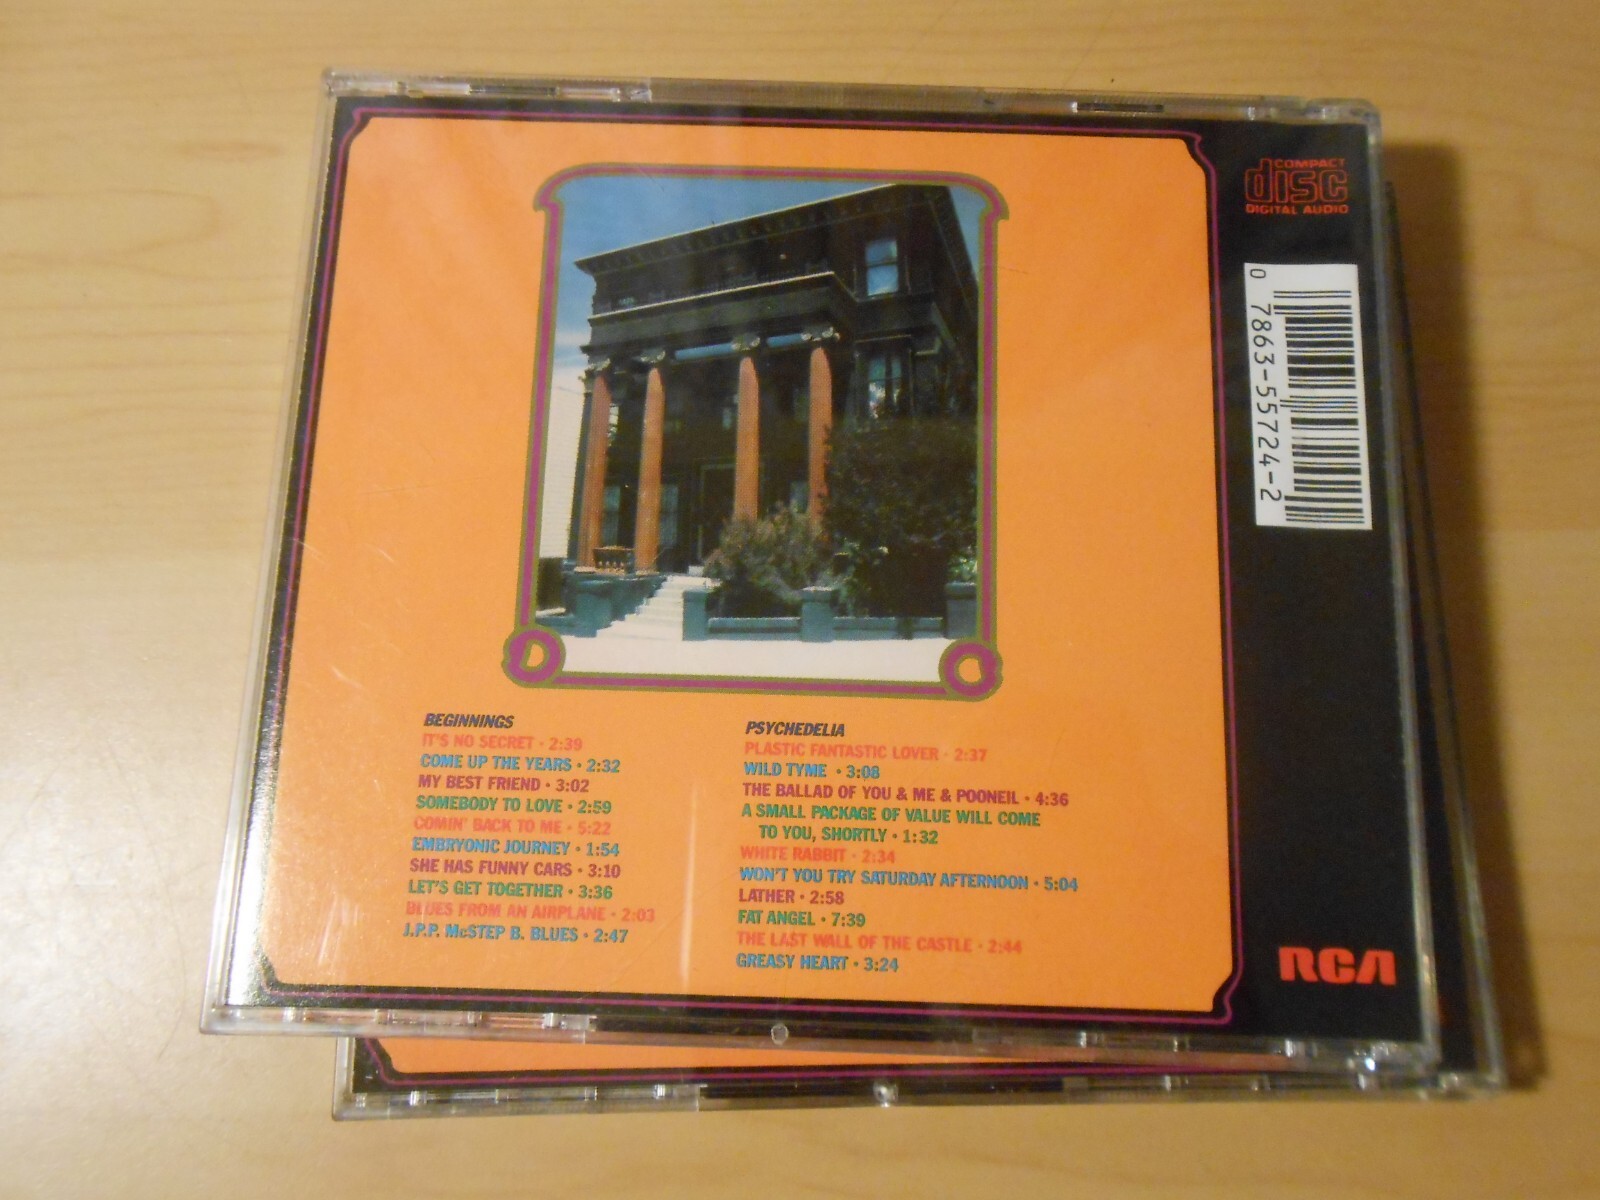 COMPACT
disc
DIGITAL AUDIO
0 7863-55724-2
D C
BEGINNINGS
IT'S NO SECRET · 2:39
COME UP THE YEARS · 2:32
MY BEST FRIEND · 3:02
SOMEBODY TO LOVE · 2:59
COMIN' BACK TO ME · 5:22
EMBRYONIC JOURNEY · 1:54
SHE HAS FUNNY CARS · 3:10
LET'S GET TOGETHER · 3:36
BLUES FROM AN AIRPLANE · 2:03
J.P.P. McSTEP B. BLUES · 2:47
PSYCHEDELIA
PLASTIC FANTASTIC LOVER · 2:37
WILD TYME · 3:08
THE BALLAD OF YOU & ME & POONEIL · 4:36
A SMALL PACKAGE OF VALUE WILL COME
TO YOU, SHORTLY · 1:32
WHITE RABBIT · 2:34
WON'T YOU TRY SATURDAY AFTERNOON · 5:04
LATHER · 2:58
FAT ANGEL · 7:39
THE LAST WALL OF THE CASTLE · 2:44
GREASY HEART · 3:24
RCA